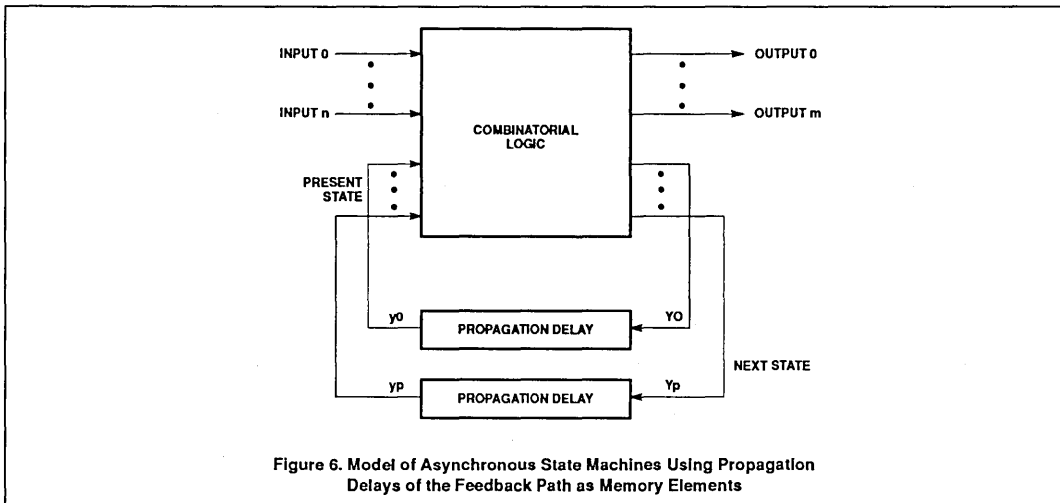 INPUT 0
OUTPUT 0
INPUT n
OUTPUT m
COMBINATORIAL
LOGIC
PRESENT
STATE
y0
PROPAGATION DELAY
Y0
NEXT STATE
yp
PROPAGATION DELAY
Yp
Figure 6. Model of Asynchronous State Machines Using Propagation
Delays of the Feedback Path as Memory Elements